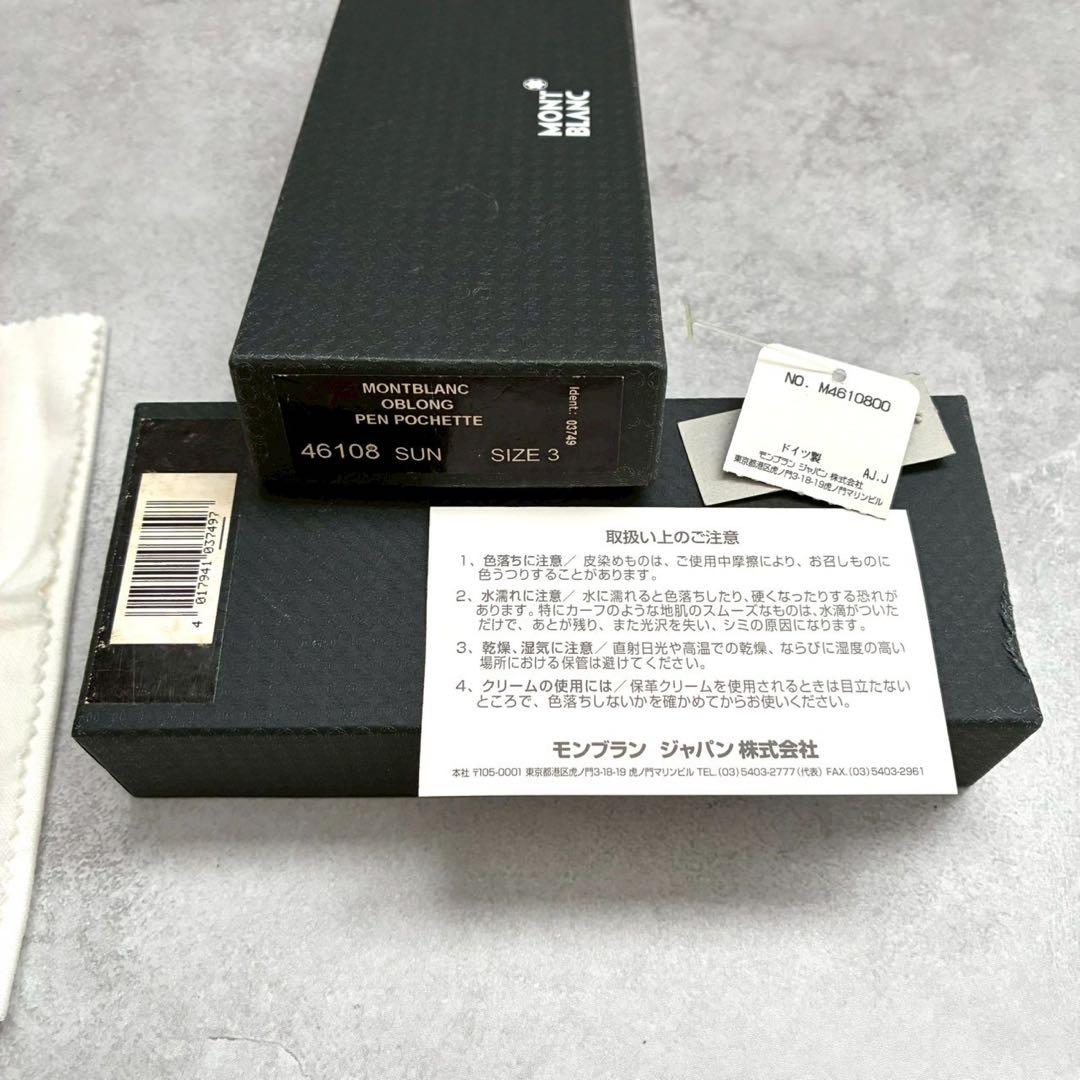 MONT
BLANC
MONTBLANC
OBLONG
PEN POCHETTE
46108 SUN SIZE 3
Ident.: 03749
NO. M4610800
ドイツ製 AJ.J
モンブラン ジャパン 株式会社
東京都港区虎ノ門3-18-19虎ノ門マリンビル
4 017941 037497
取扱い上のご注意
1、色落ちに注意/ 皮染めものは、ご使用中摩擦により、お召しものに
色うつりすることがあります。
2、水濡れに注意/ 水に濡れると色落ちしたり、硬くなったりする恐れが
あります。特にカーフのような地肌のスムーズなものは、水滴がついた
だけで、あとが残り、また光沢を失い、シミの原因になります。
3、乾燥、湿気に注意/ 直射日光や高温での乾燥、ならびに湿度の高い
場所における保管は避けてください。
4、クリームの使用には/ 保革クリームを使用されるときは目立たない
ところで、色落ちしないかを確かめてからお使いください。
モンブラン ジャパン 株式会社
本社 〒105-0001 東京都港区虎ノ門3-18-19 虎ノ門マリンビル TEL.(03)5403-2777(代表) FAX.(03)5403-2961